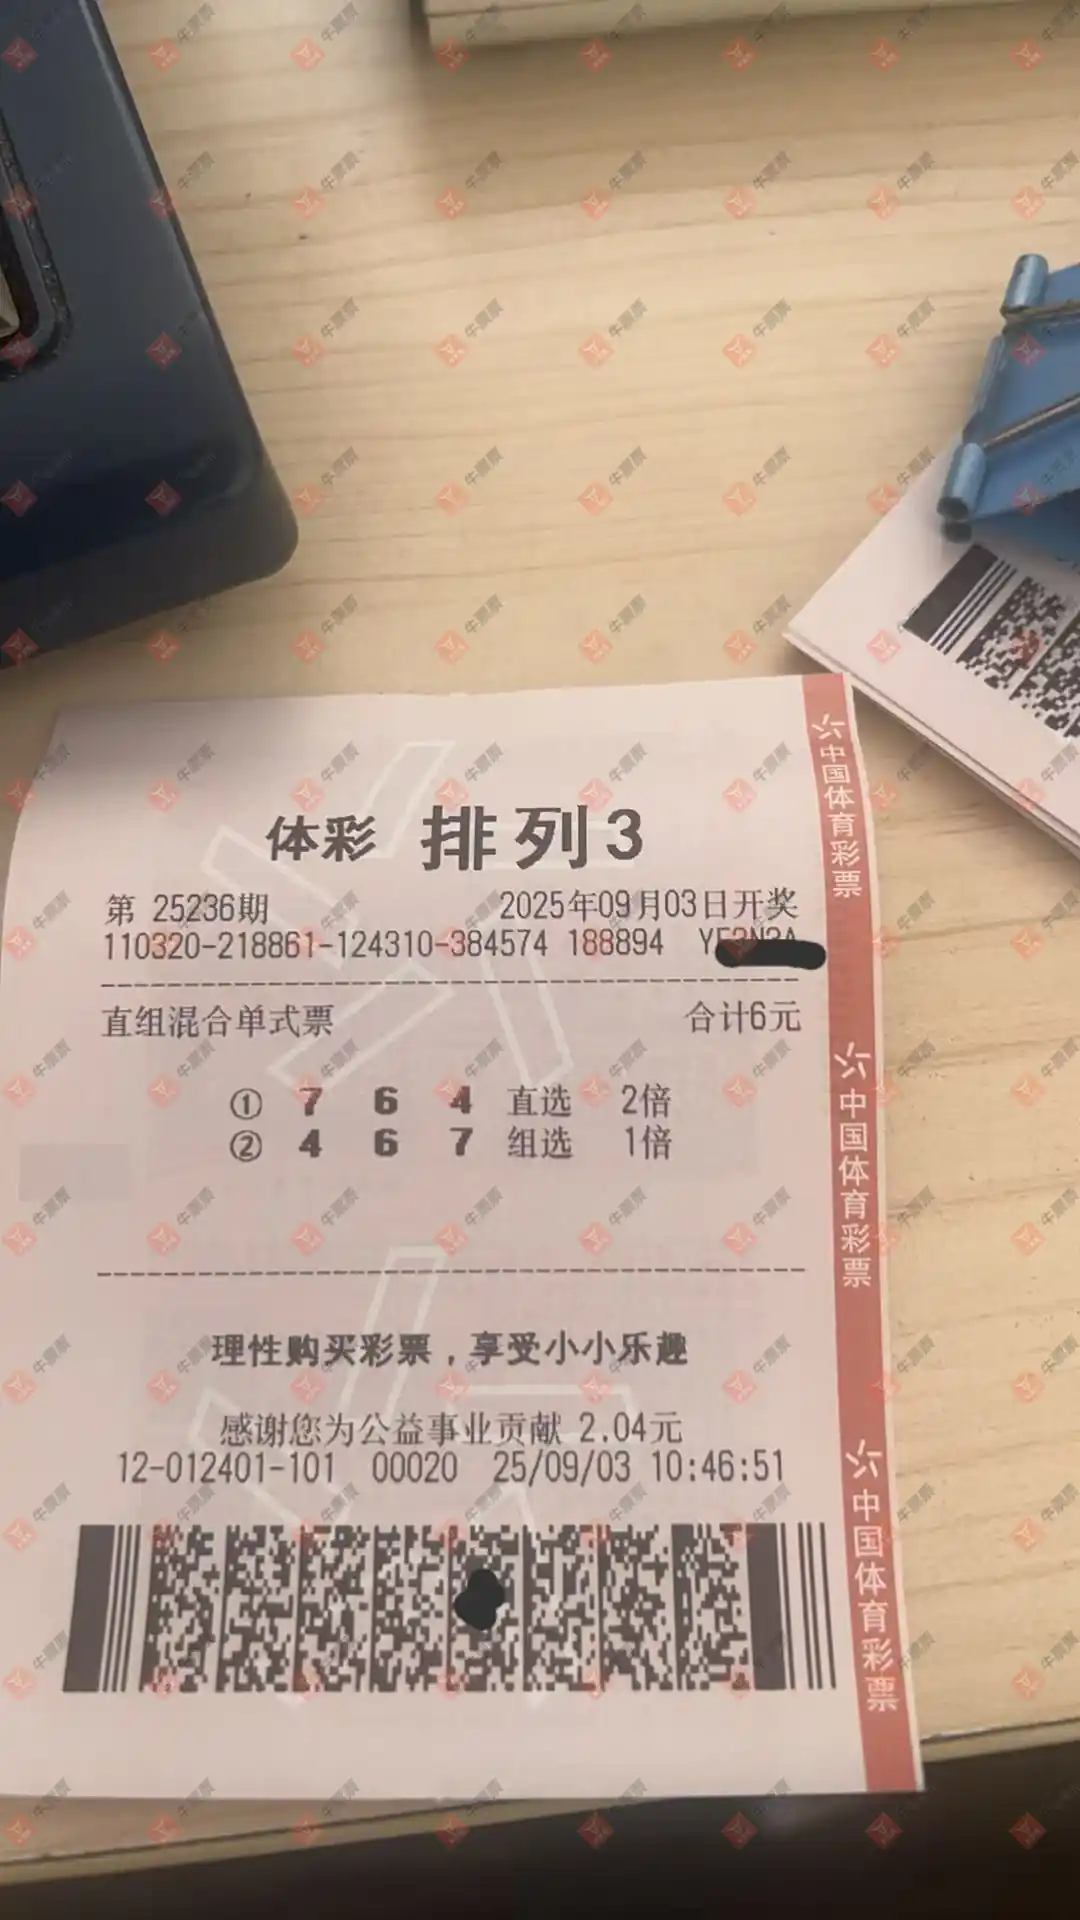 体彩 排列3
第 25236期 2025年09月03日开奖
110320-218861-124310-384574 188894
直组混合单式票 合计6元
① 7 6 4 直选 2倍
② 4 6 7 组选 1倍
理性购买彩票，享受小小乐趣
感谢您为公益事业贡献 2.04元
12-012401-101 00020 25/09/03 10:46:51
中国体育彩票
中国体育彩票
中国体育彩票
牛票票